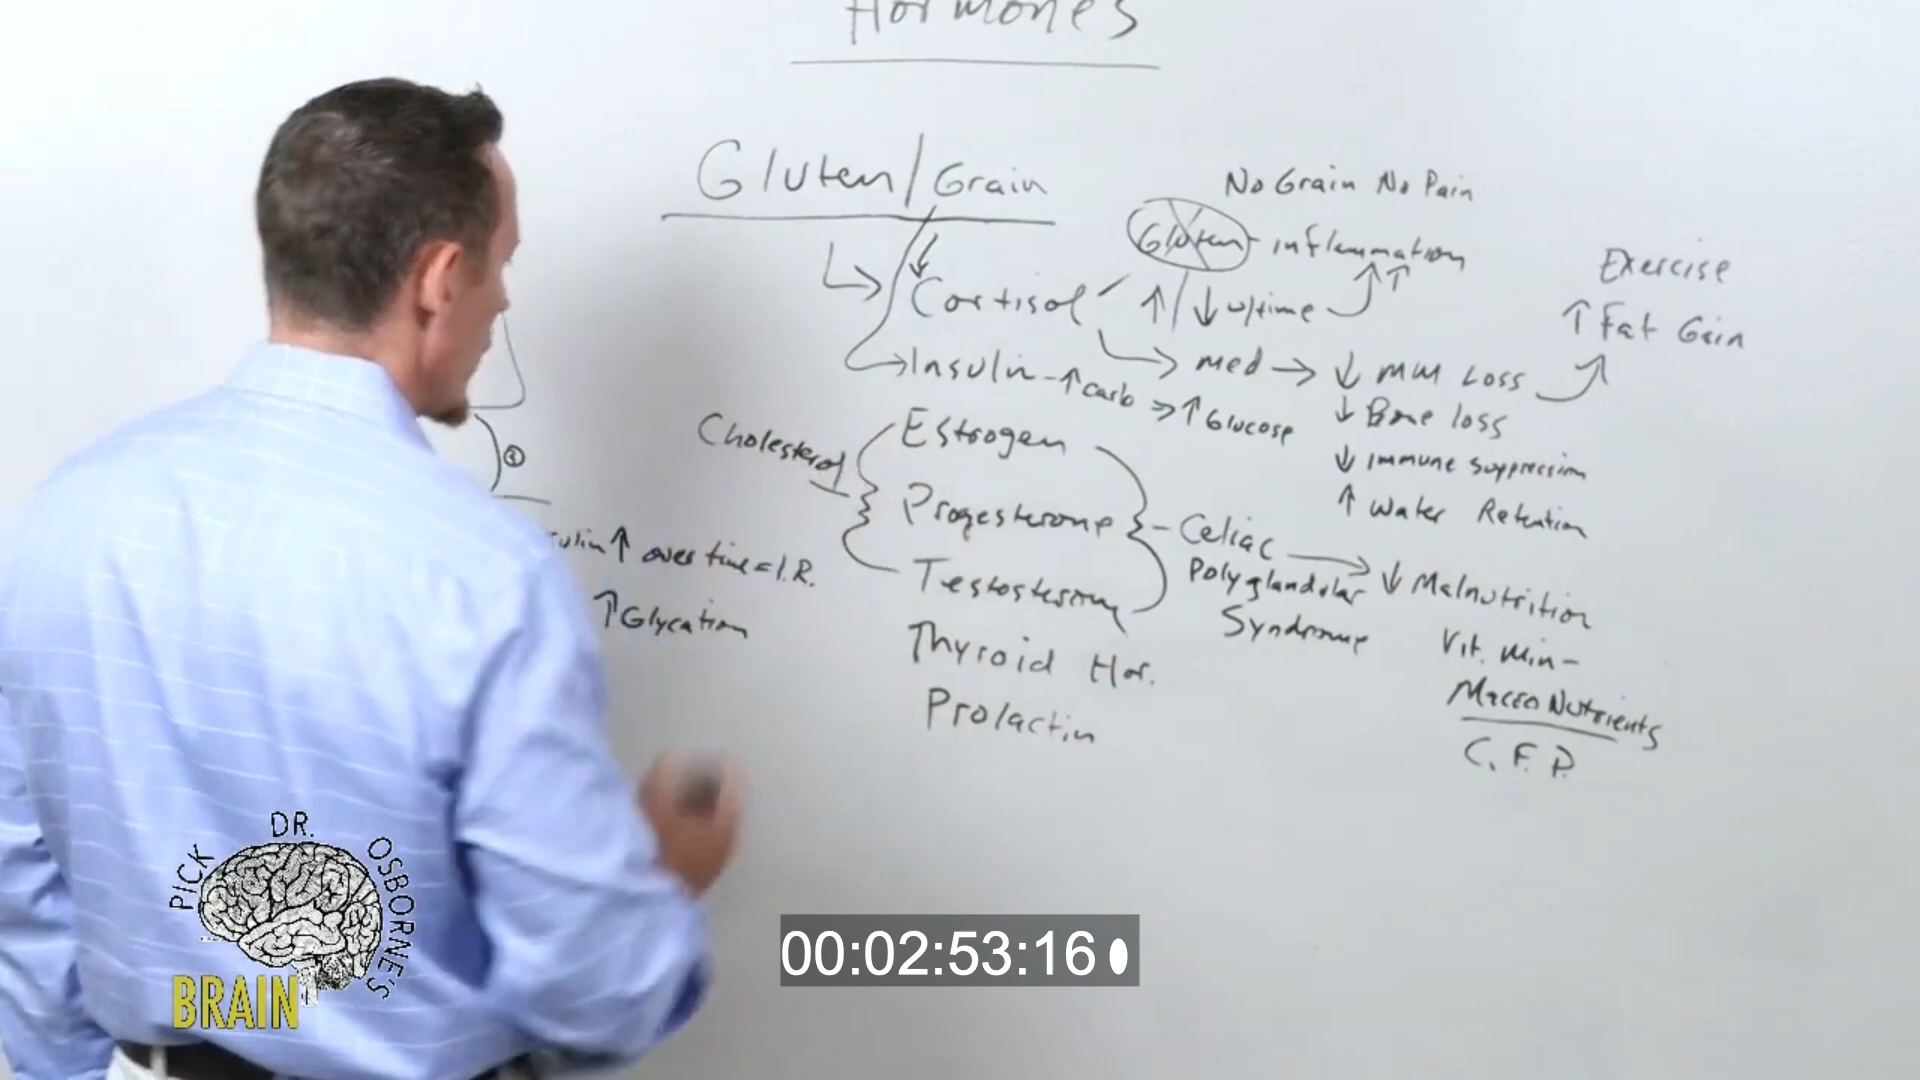 Hormones
Gluten/Grain
No Grain No Pain
Gluten - inflammation
Exercise
↑ Fat Gain
↓
Cortisol
↑/↓ w/time ↑↑
→ med → ↓ MM Loss
Insulin - ↑ carb => ↑ Glucose
↓ Bone loss
↓ Immune suppression
↑ Water Retention
Cholesterol
Estrogen
Progesterone
Testosterone
Thyroid Hor.
Prolactin
Celiac → ↓ Malnutrition
Polyglandular
Syndrome
Vit. Min-
Macro Nutrients
C. F. P.
③
sulin ↑ over time = I.R.
↑ Glycation
PICK DR. OSBORNE'S
BRAIN
00:02:53:16